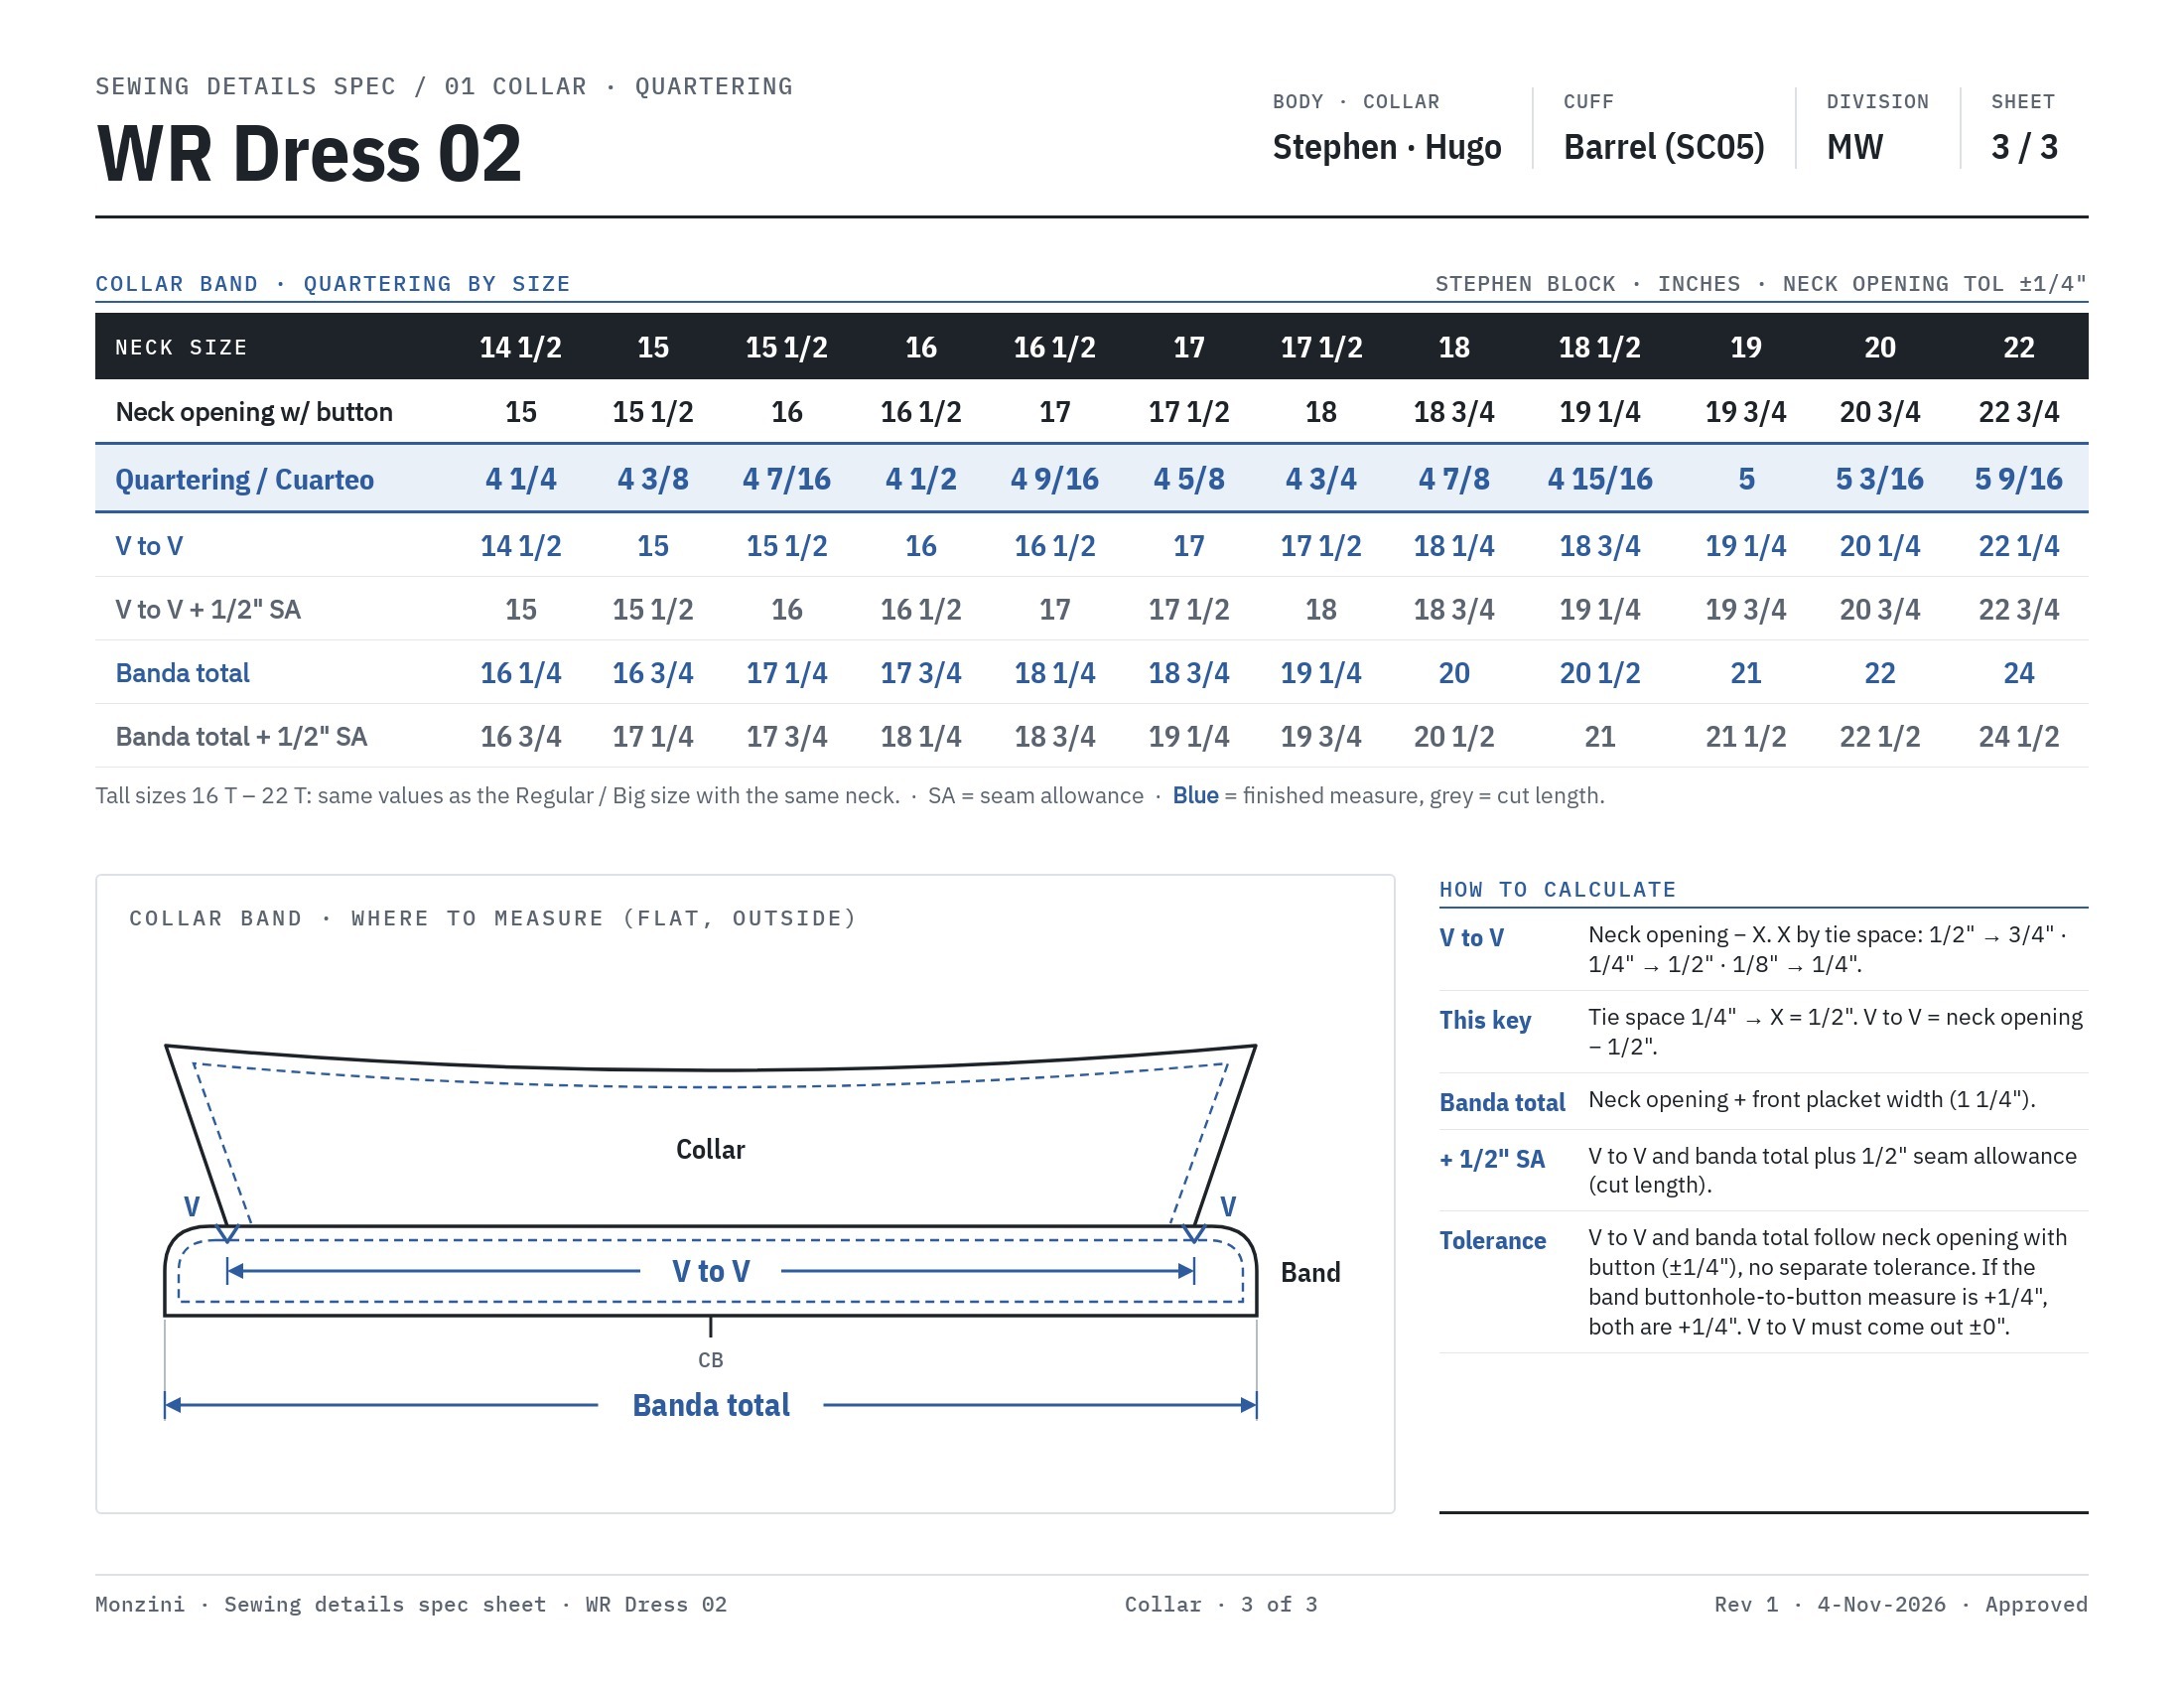 SEWING DETAILS SPEC / 01 COLLAR · QUARTERING
WR Dress 02
BODY · COLLAR
Stephen · Hugo
CUFF
Barrel (SC05)
DIVISION
MW
SHEET
3 / 3
COLLAR BAND · QUARTERING BY SIZE
STEPHEN BLOCK · INCHES · NECK OPENING TOL ±1/4"
NECK SIZE 14 1/2 15 15 1/2 16 16 1/2 17 17 1/2 18 18 1/2 19 20 22
Neck opening w/ button 15 15 1/2 16 16 1/2 17 17 1/2 18 18 3/4 19 1/4 19 3/4 20 3/4 22 3/4
Quartering / Cuarteo 4 1/4 4 3/8 4 7/16 4 1/2 4 9/16 4 5/8 4 3/4 4 7/8 4 15/16 5 5 3/16 5 9/16
V to V 14 1/2 15 15 1/2 16 16 1/2 17 17 1/2 18 1/4 18 3/4 19 1/4 20 1/4 22 1/4
V to V + 1/2" SA 15 15 1/2 16 16 1/2 17 17 1/2 18 18 3/4 19 1/4 19 3/4 20 3/4 22 3/4
Banda total 16 1/4 16 3/4 17 1/4 17 3/4 18 1/4 18 3/4 19 1/4 20 20 1/2 21 22 24
Banda total + 1/2" SA 16 3/4 17 1/4 17 3/4 18 1/4 18 3/4 19 1/4 19 3/4 20 1/2 21 21 1/2 22 1/2 24 1/2
Tall sizes 16 T – 22 T: same values as the Regular / Big size with the same neck. · SA = seam allowance · Blue = finished measure, grey = cut length.
COLLAR BAND · WHERE TO MEASURE (FLAT, OUTSIDE)
Collar
V
V
V to V
Band
CB
Banda total
HOW TO CALCULATE
V to V
Neck opening – X. X by tie space: 1/2" → 3/4" ·
1/4" → 1/2" · 1/8" → 1/4".
This key
Tie space 1/4" → X = 1/2". V to V = neck opening
– 1/2".
Banda total
Neck opening + front placket width (1 1/4").
+ 1/2" SA
V to V and banda total plus 1/2" seam allowance
(cut length).
Tolerance
V to V and banda total follow neck opening with
button (±1/4"), no separate tolerance. If the
band buttonhole-to-button measure is +1/4",
both are +1/4". V to V must come out ±0".
Monzini · Sewing details spec sheet · WR Dress 02
Collar · 3 of 3
Rev 1 · 4-Nov-2026 · Approved